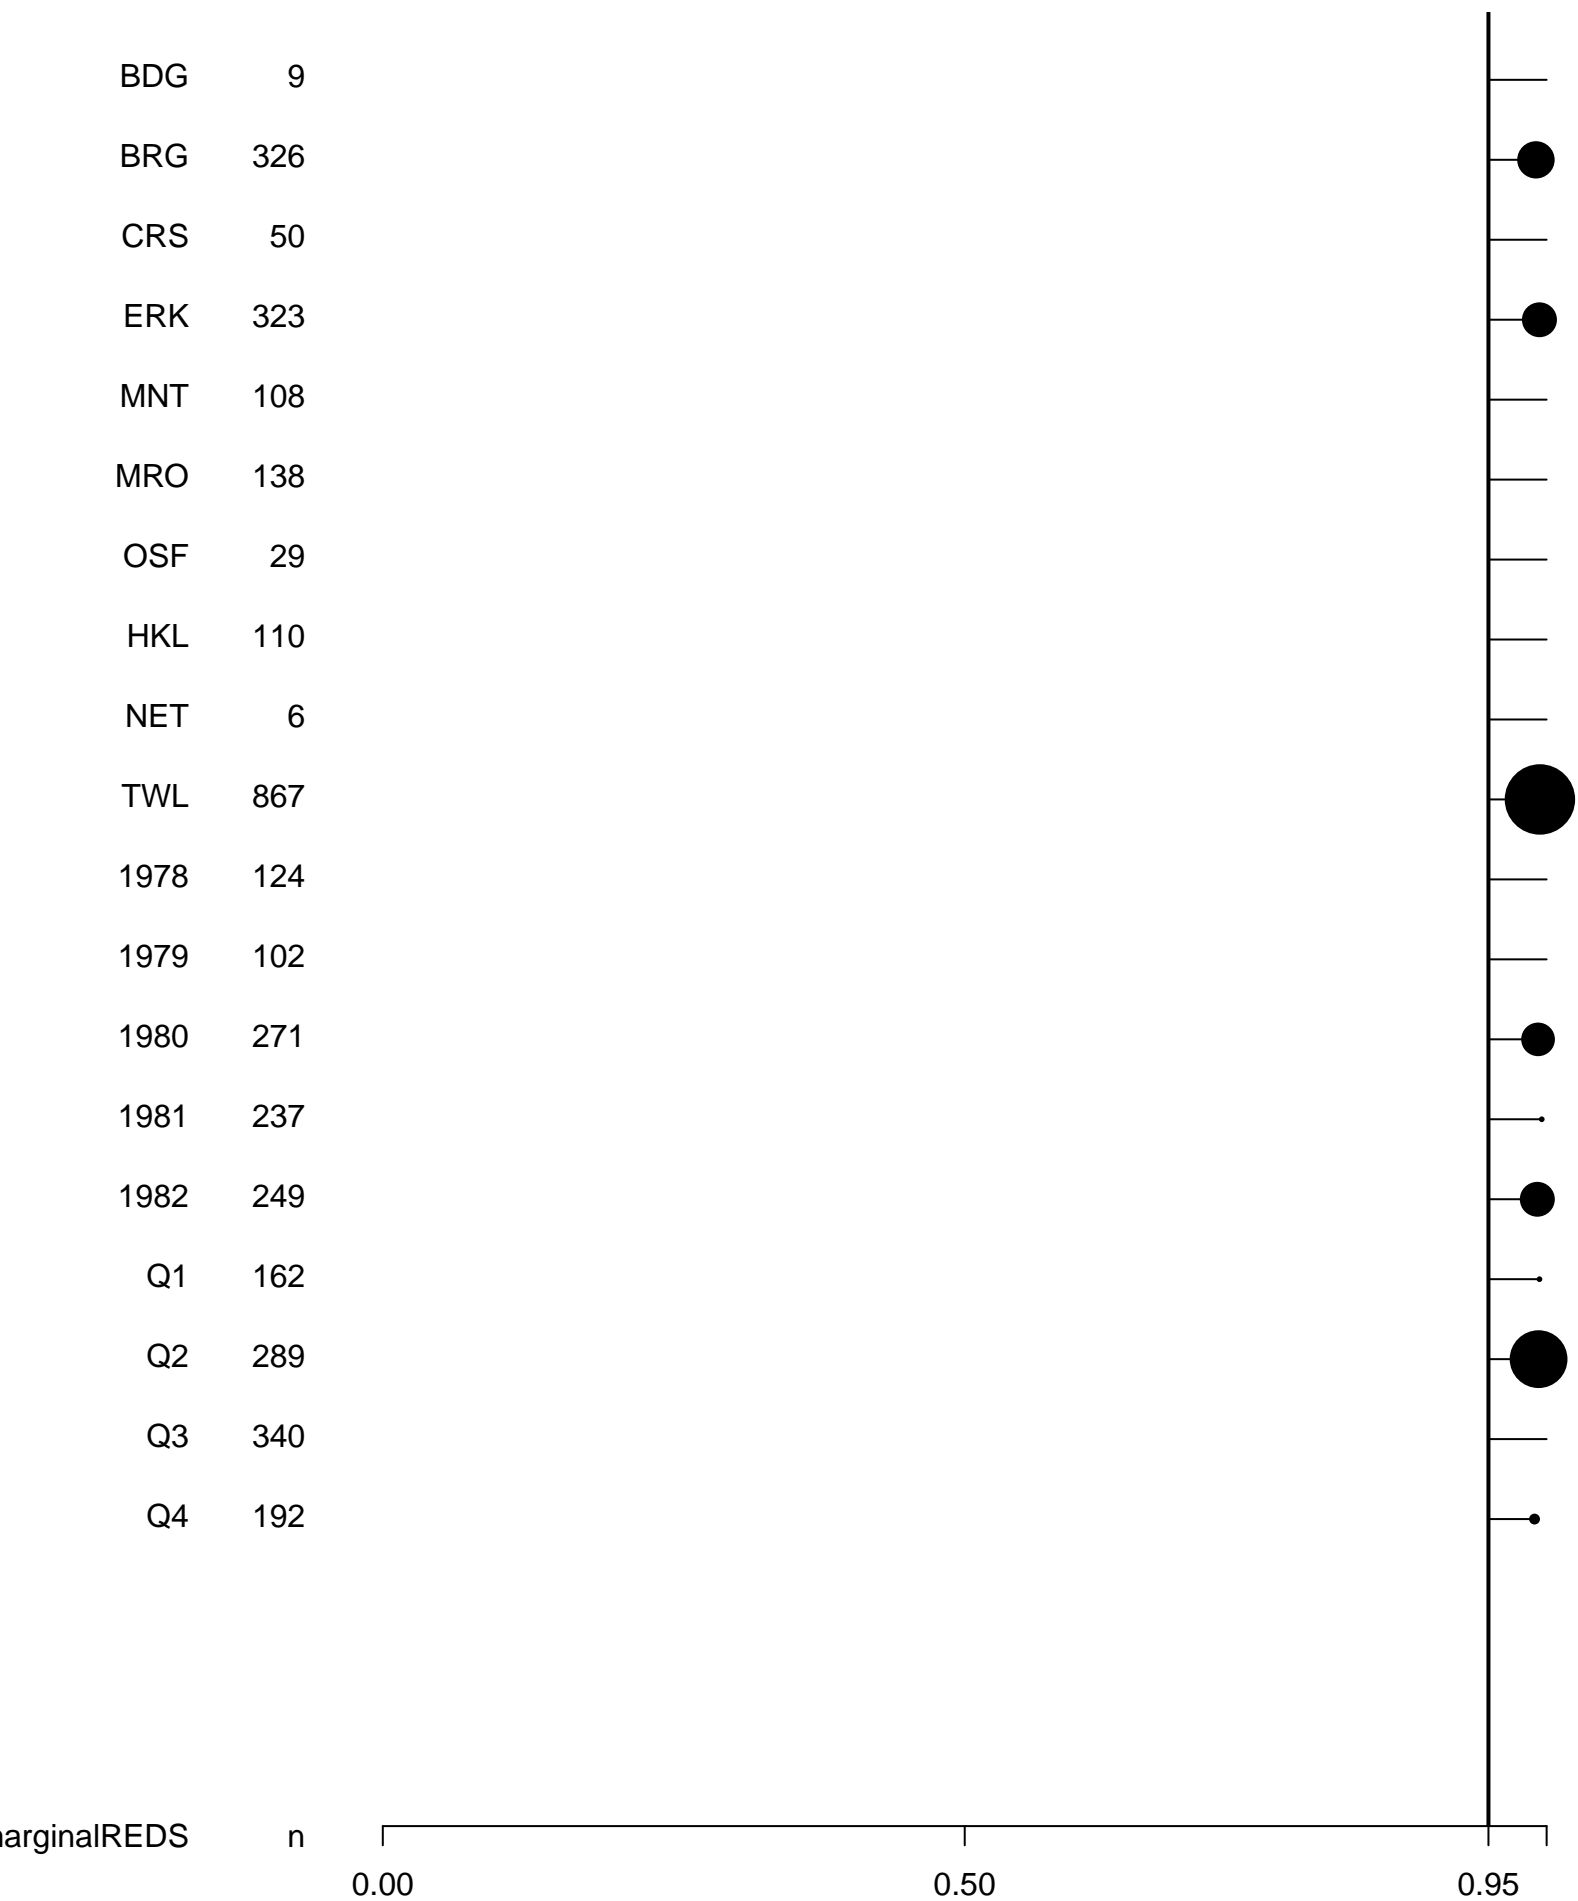 BDG 9
BRG 326
CRS 50
ERK 323
MNT 108
MRO 138
OSF 29
HKL 110
NET 6
TWL 867
1978 124
1979 102
1980 271
1981 237
1982 249
Q1 162
Q2 289
Q3 340
Q4 192
arginalREDS n
0.00 0.50 0.95